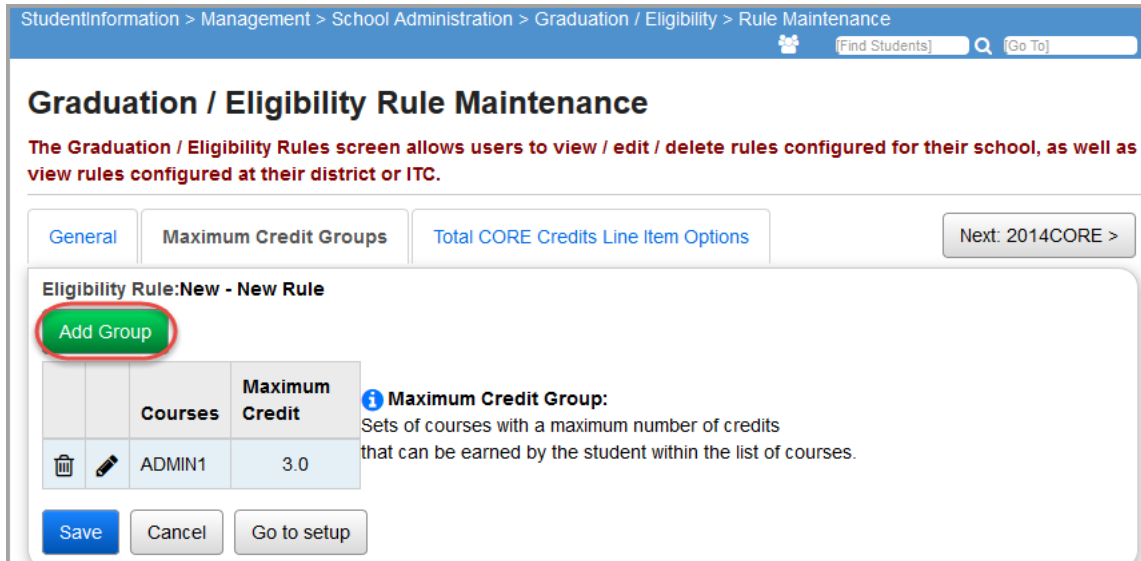 StudentInformation > Management > School Administration > Graduation / Eligibility > Rule Maintenance
[Find Students] [Go To]
Graduation / Eligibility Rule Maintenance
The Graduation / Eligibility Rules screen allows users to view / edit / delete rules configured for their school, as well as
view rules configured at their district or ITC.
General Maximum Credit Groups Total CORE Credits Line Item Options Next: 2014CORE >
Eligibility Rule:New - New Rule
Add Group
Courses Maximum Credit
ADMIN1 3.0
Maximum Credit Group:
Sets of courses with a maximum number of credits
that can be earned by the student within the list of courses.
Save Cancel Go to setup